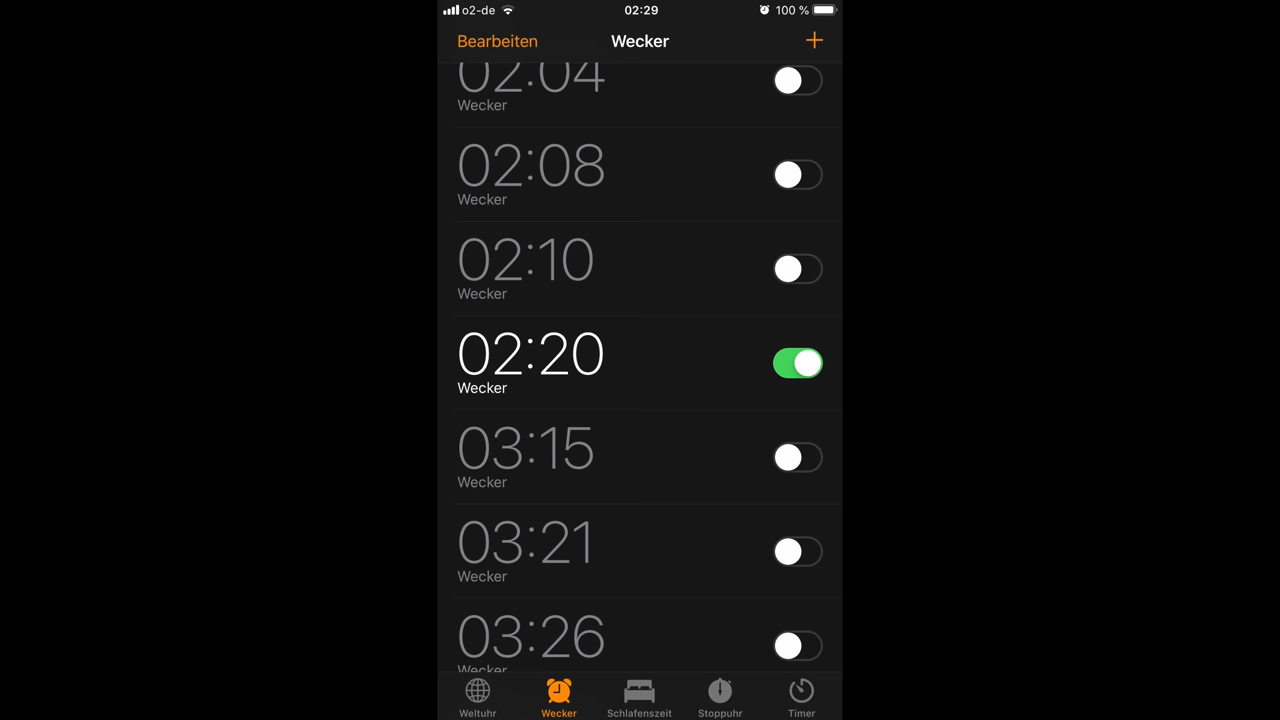 o2-de 02:29 100 %
Bearbeiten Wecker +
02:04
Wecker
02:08
Wecker
02:10
Wecker
02:20
Wecker
03:15
Wecker
03:21
Wecker
03:26
Wecker
Weltuhr Wecker Schlafenszeit Stoppuhr Timer